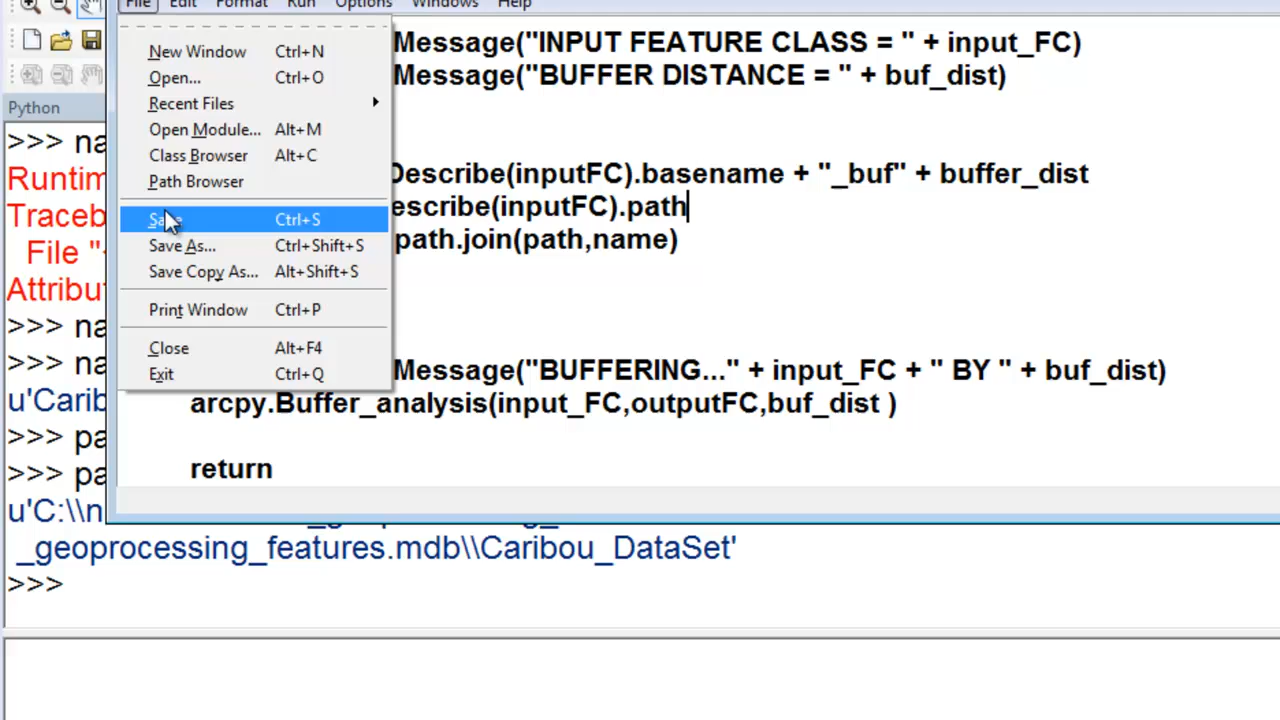 File Edit Format Run Options Windows Help
New Window Ctrl+N
Open... Ctrl+O
Recent Files
Open Module... Alt+M
Class Browser Alt+C
Path Browser
Save Ctrl+S
Save As... Ctrl+Shift+S
Save Copy As... Alt+Shift+S
Print Window Ctrl+P
Close Alt+F4
Exit Ctrl+Q
Message("INPUT FEATURE CLASS = " + input_FC)
Message("BUFFER DISTANCE = " + buf_dist)
Describe(inputFC).basename + "_buf" + buffer_dist
escribe(inputFC).path
path.join(path,name)
Message("BUFFERING..." + input_FC + " BY " + buf_dist)
arcpy.Buffer_analysis(input_FC,outputFC,buf_dist )
return
Python
>>> na
Runtim
Traceb
File "
Attribut
>>> na
>>> na
u'Carib
>>> pa
>>> pa
u'C:\\n
_geoprocessing_features.mdb\\Caribou_DataSet'
>>>